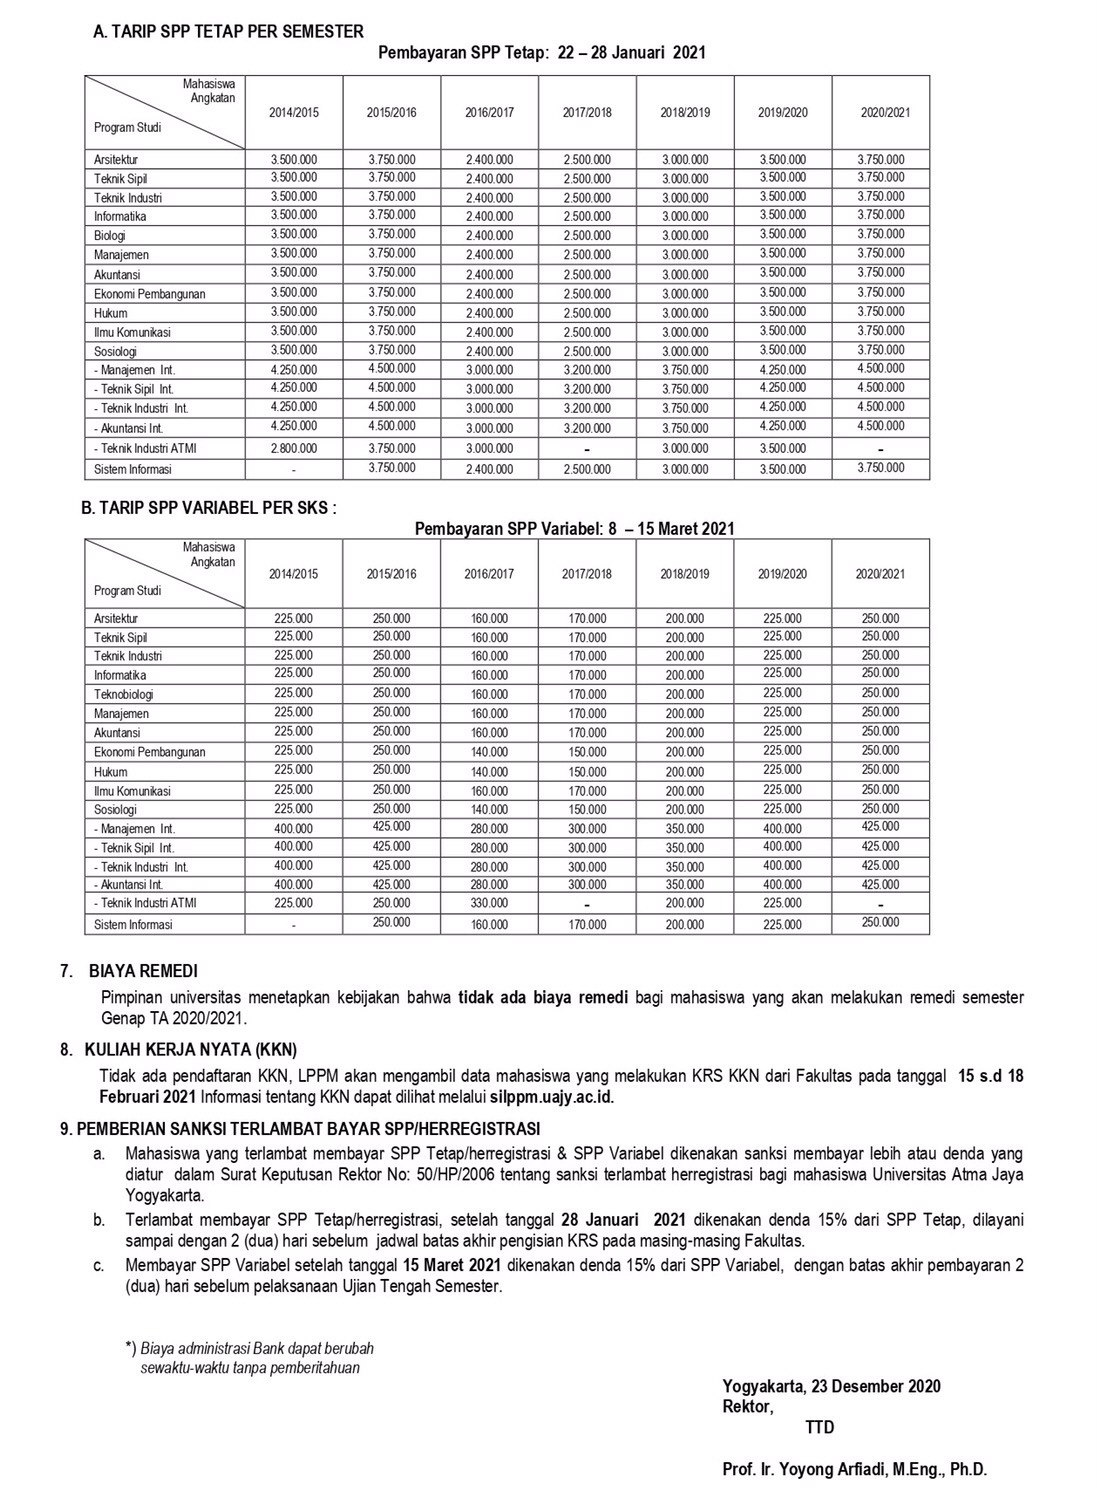 A. TARIP SPP TETAP PER SEMESTER
Pembayaran SPP Tetap: 22 – 28 Januari 2021
Mahasiswa Angkatan
Program Studi 2014/2015 2015/2016 2016/2017 2017/2018 2018/2019 2019/2020 2020/2021
Arsitektur 3.500.000 3.750.000 2.400.000 2.500.000 3.000.000 3.500.000 3.750.000
Teknik Sipil 3.500.000 3.750.000 2.400.000 2.500.000 3.000.000 3.500.000 3.750.000
Teknik Industri 3.500.000 3.750.000 2.400.000 2.500.000 3.000.000 3.500.000 3.750.000
Informatika 3.500.000 3.750.000 2.400.000 2.500.000 3.000.000 3.500.000 3.750.000
Biologi 3.500.000 3.750.000 2.400.000 2.500.000 3.000.000 3.500.000 3.750.000
Manajemen 3.500.000 3.750.000 2.400.000 2.500.000 3.000.000 3.500.000 3.750.000
Akuntansi 3.500.000 3.750.000 2.400.000 2.500.000 3.000.000 3.500.000 3.750.000
Ekonomi Pembangunan 3.500.000 3.750.000 2.400.000 2.500.000 3.000.000 3.500.000 3.750.000
Hukum 3.500.000 3.750.000 2.400.000 2.500.000 3.000.000 3.500.000 3.750.000
Ilmu Komunikasi 3.500.000 3.750.000 2.400.000 2.500.000 3.000.000 3.500.000 3.750.000
Sosiologi 3.500.000 3.750.000 2.400.000 2.500.000 3.000.000 3.500.000 3.750.000
- Manajemen Int. 4.250.000 4.500.000 3.000.000 3.200.000 3.750.000 4.250.000 4.500.000
- Teknik Sipil Int. 4.250.000 4.500.000 3.000.000 3.200.000 3.750.000 4.250.000 4.500.000
- Teknik Industri Int. 4.250.000 4.500.000 3.000.000 3.200.000 3.750.000 4.250.000 4.500.000
- Akuntansi Int. 4.250.000 4.500.000 3.000.000 3.200.000 3.750.000 4.250.000 4.500.000
- Teknik Industri ATMI 2.800.000 3.750.000 3.000.000 - 3.000.000 3.500.000 -
Sistem Informasi - 3.750.000 2.400.000 2.500.000 3.000.000 3.500.000 3.750.000
B. TARIP SPP VARIABEL PER SKS :
Pembayaran SPP Variabel: 8 – 15 Maret 2021
Mahasiswa Angkatan
Program Studi 2014/2015 2015/2016 2016/2017 2017/2018 2018/2019 2019/2020 2020/2021
Arsitektur 225.000 250.000 160.000 170.000 200.000 225.000 250.000
Teknik Sipil 225.000 250.000 160.000 170.000 200.000 225.000 250.000
Teknik Industri 225.000 250.000 160.000 170.000 200.000 225.000 250.000
Informatika 225.000 250.000 160.000 170.000 200.000 225.000 250.000
Teknobiologi 225.000 250.000 160.000 170.000 200.000 225.000 250.000
Manajemen 225.000 250.000 160.000 170.000 200.000 225.000 250.000
Akuntansi 225.000 250.000 160.000 170.000 200.000 225.000 250.000
Ekonomi Pembangunan 225.000 250.000 140.000 150.000 200.000 225.000 250.000
Hukum 225.000 250.000 140.000 150.000 200.000 225.000 250.000
Ilmu Komunikasi 225.000 250.000 160.000 170.000 200.000 225.000 250.000
Sosiologi 225.000 250.000 140.000 150.000 200.000 225.000 250.000
- Manajemen Int. 400.000 425.000 280.000 300.000 350.000 400.000 425.000
- Teknik Sipil Int. 400.000 425.000 280.000 300.000 350.000 400.000 425.000
- Teknik Industri Int. 400.000 425.000 280.000 300.000 350.000 400.000 425.000
- Akuntansi Int. 400.000 425.000 280.000 300.000 350.000 400.000 425.000
- Teknik Industri ATMI 225.000 250.000 330.000 - 200.000 225.000 -
Sistem Informasi - 250.000 160.000 170.000 200.000 225.000 250.000
7. BIAYA REMEDI
Pimpinan universitas menetapkan kebijakan bahwa tidak ada biaya remedi bagi mahasiswa yang akan melakukan remedi semester
Genap TA 2020/2021.
8. KULIAH KERJA NYATA (KKN)
Tidak ada pendaftaran KKN, LPPM akan mengambil data mahasiswa yang melakukan KRS KKN dari Fakultas pada tanggal 15 s.d 18
Februari 2021 Informasi tentang KKN dapat dilihat melalui silppm.uajy.ac.id.
9. PEMBERIAN SANKSI TERLAMBAT BAYAR SPP/HERREGISTRASI
a. Mahasiswa yang terlambat membayar SPP Tetap/herregistrasi & SPP Variabel dikenakan sanksi membayar lebih atau denda yang
diatur dalam Surat Keputusan Rektor No: 50/HP/2006 tentang sanksi terlambat herregistrasi bagi mahasiswa Universitas Atma Jaya
Yogyakarta.
b. Terlambat membayar SPP Tetap/herregistrasi, setelah tanggal 28 Januari 2021 dikenakan denda 15% dari SPP Tetap, dilayani
sampai dengan 2 (dua) hari sebelum jadwal batas akhir pengisian KRS pada masing-masing Fakultas.
c. Membayar SPP Variabel setelah tanggal 15 Maret 2021 dikenakan denda 15% dari SPP Variabel, dengan batas akhir pembayaran 2
(dua) hari sebelum pelaksanaan Ujian Tengah Semester.
*) Biaya administrasi Bank dapat berubah
sewaktu-waktu tanpa pemberitahuan
Yogyakarta, 23 Desember 2020
Rektor,
TTD
Prof. Ir. Yoyong Arfiadi, M.Eng., Ph.D.